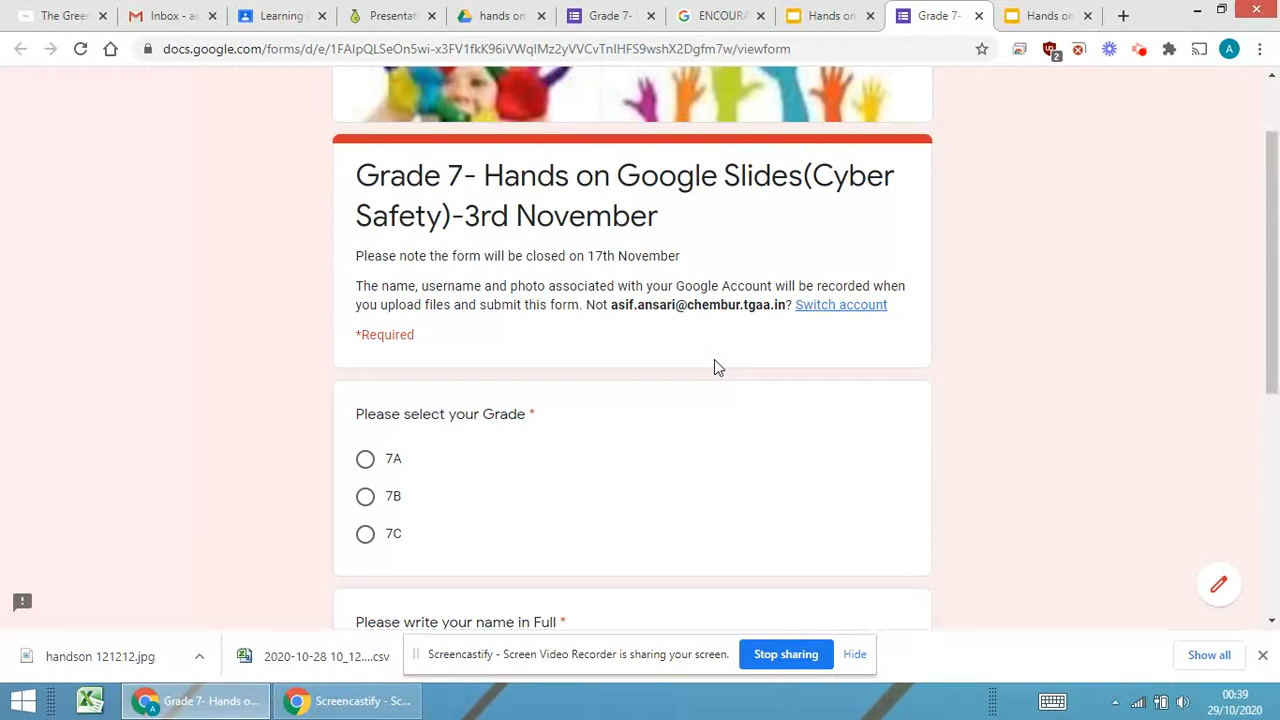 The Gree
Inbox - a
Learning
Presentat
hands on
Grade 7-
ENCOURA
Hands on
Grade 7-
Hands on
docs.google.com/forms/d/e/1FAIpQLSeOn5wi-x3FV1fkK96iVWqIMz2yVVCvTnIHFS9wshX2Dgfm7w/viewform
2
A
Grade 7- Hands on Google Slides(Cyber
Safety)-3rd November
Please note the form will be closed on 17th November
The name, username and photo associated with your Google Account will be recorded when
you upload files and submit this form. Not asif.ansari@chembur.tgaa.in? Switch account
*Required
Please select your Grade *
7A
7B
7C
Please write your name in Full *
handson 121212.jpg
2020-10-28 10_12....csv
Screencastify - Screen Video Recorder is sharing your screen.
Stop sharing
Hide
Show all
Grade 7- Hands o...
Screencastify - Sc...
00:39
29/10/2020